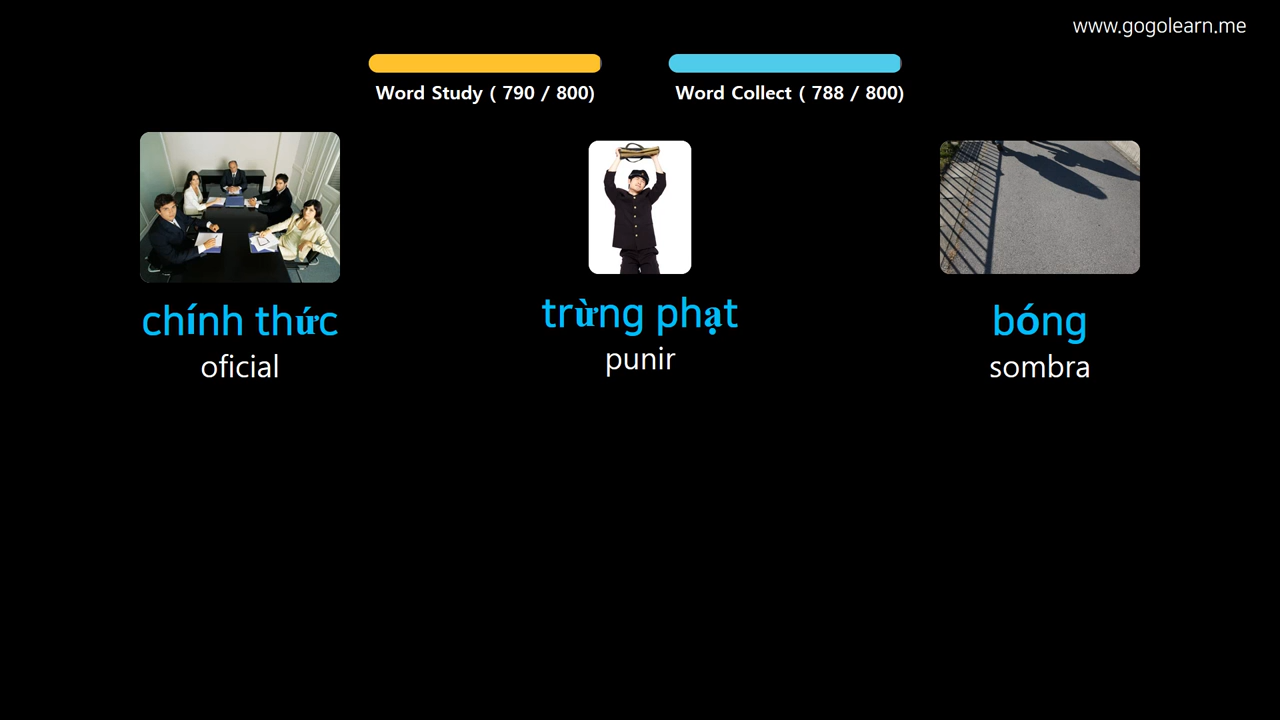 www.gogolearn.me
Word Study ( 790 / 800)
Word Collect ( 788 / 800)
chính thức
oficial
trừng phạt
punir
bóng
sombra